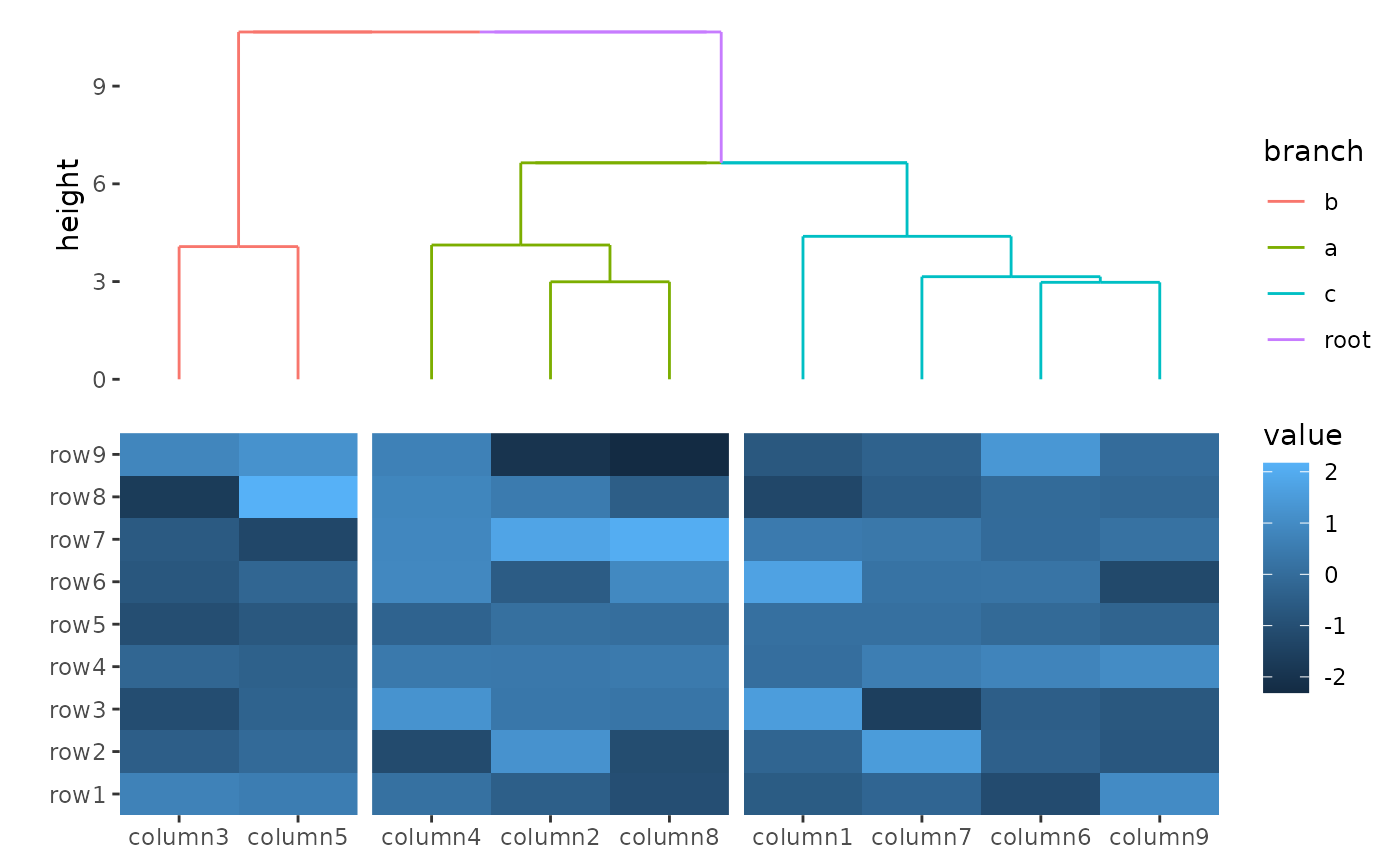 9
6
3
0
height
branch
b
a
c
root
value
2
1
0
-1
-2
row9
row8
row7
row6
row5
row4
row3
row2
row1
column3 column5 column4 column2 column8 column1 column7 column6 column9